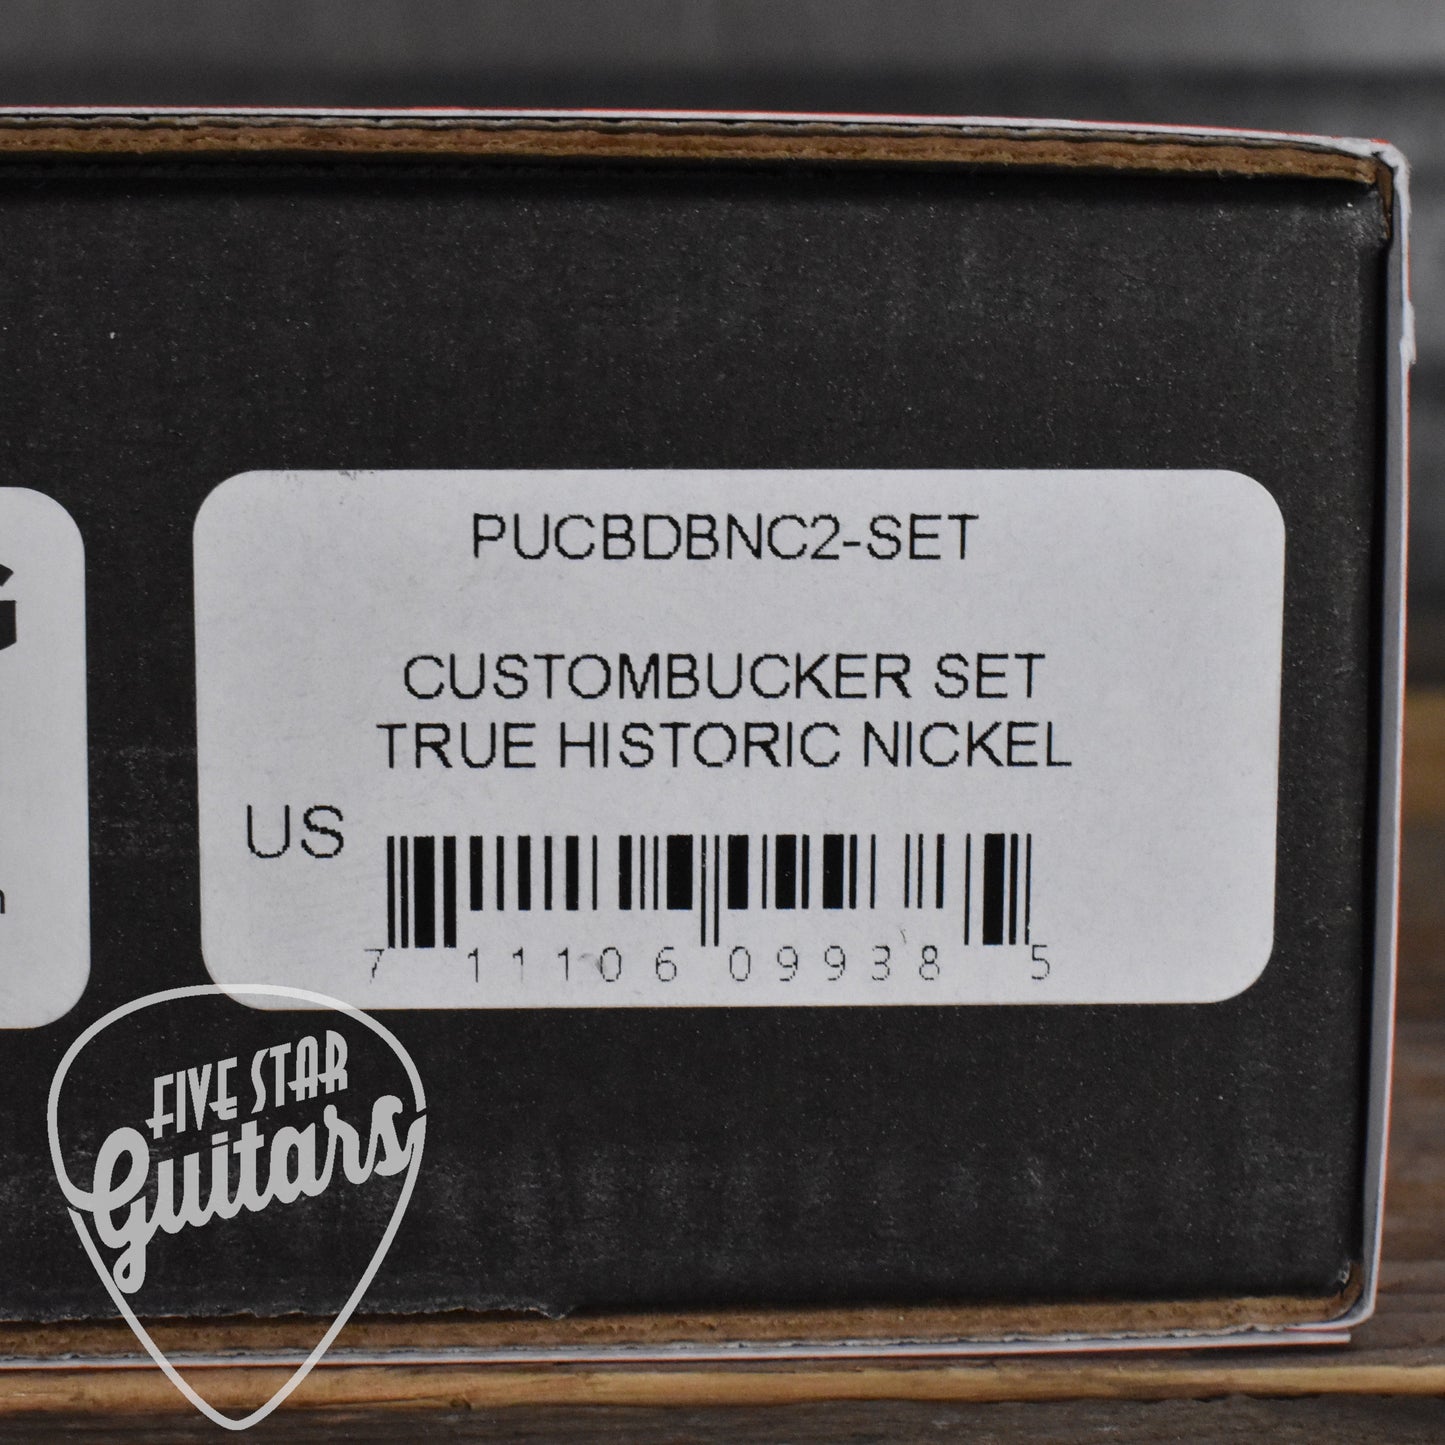 PUCBDBNC2-SET
CUSTOMBUCKER SET
TRUE HISTORIC NICKEL
US
7 11106 09938 5
FIVE STAR
Guitars